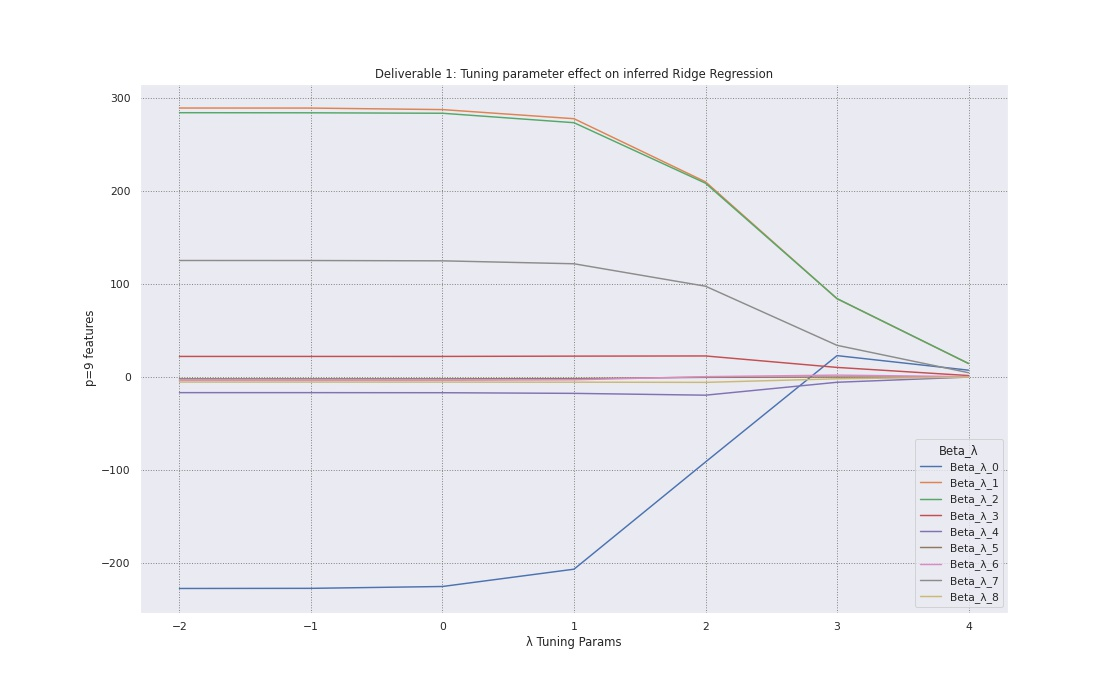 Deliverable 1: Tuning parameter effect on inferred Ridge Regression
p=9 features
300
200
100
0
−100
−200
−2
−1
0
1
2
3
4
λ Tuning Params
Beta_λ
Beta_λ_0
Beta_λ_1
Beta_λ_2
Beta_λ_3
Beta_λ_4
Beta_λ_5
Beta_λ_6
Beta_λ_7
Beta_λ_8